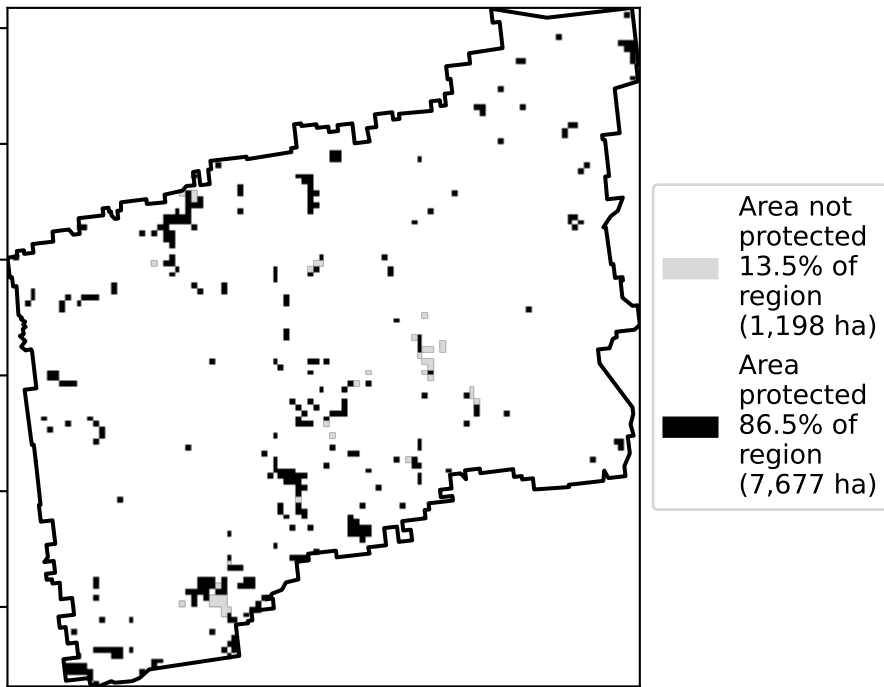 Area not
protected
13.5% of
region
(1,198 ha)
Area
protected
86.5% of
region
(7,677 ha)